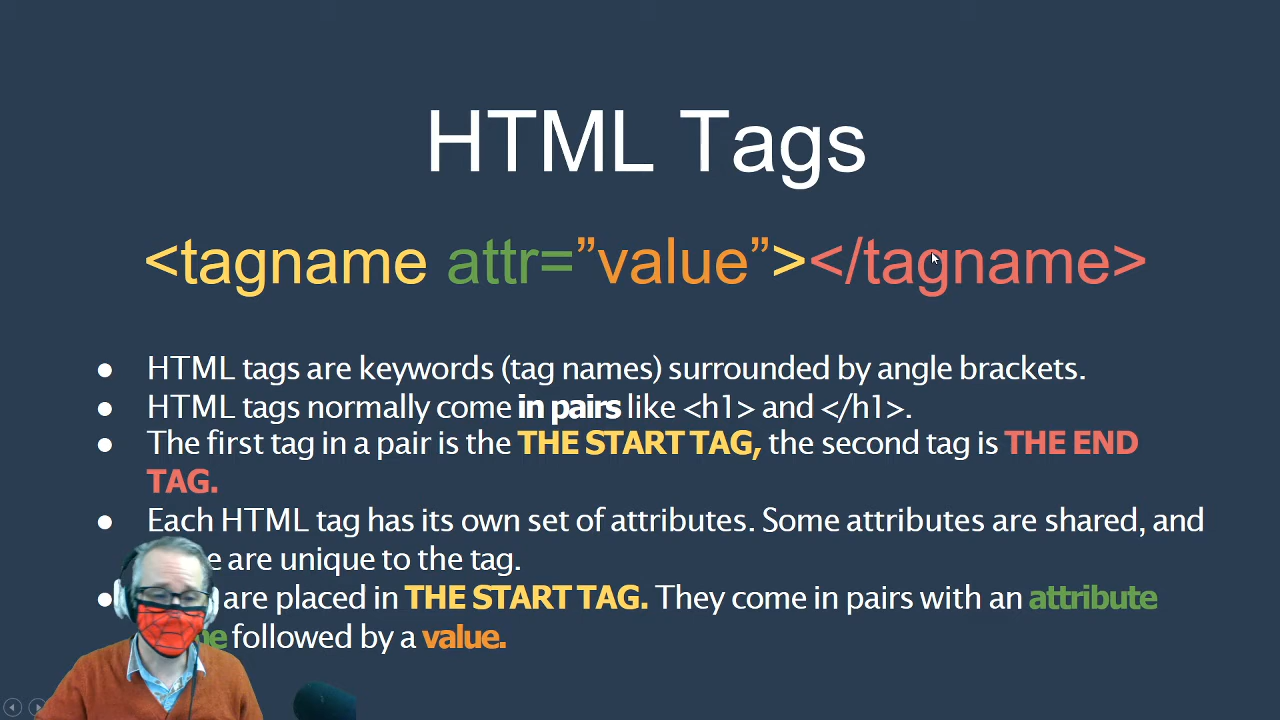 HTML Tags
<tagname attr=”value”></tagname>
● HTML tags are keywords (tag names) surrounded by angle brackets.
● HTML tags normally come in pairs like <h1> and </h1>.
● The first tag in a pair is the THE START TAG, the second tag is THE END
TAG.
● Each HTML tag has its own set of attributes. Some attributes are shared, and
are unique to the tag.
● are placed in THE START TAG. They come in pairs with an attribute
followed by a value.